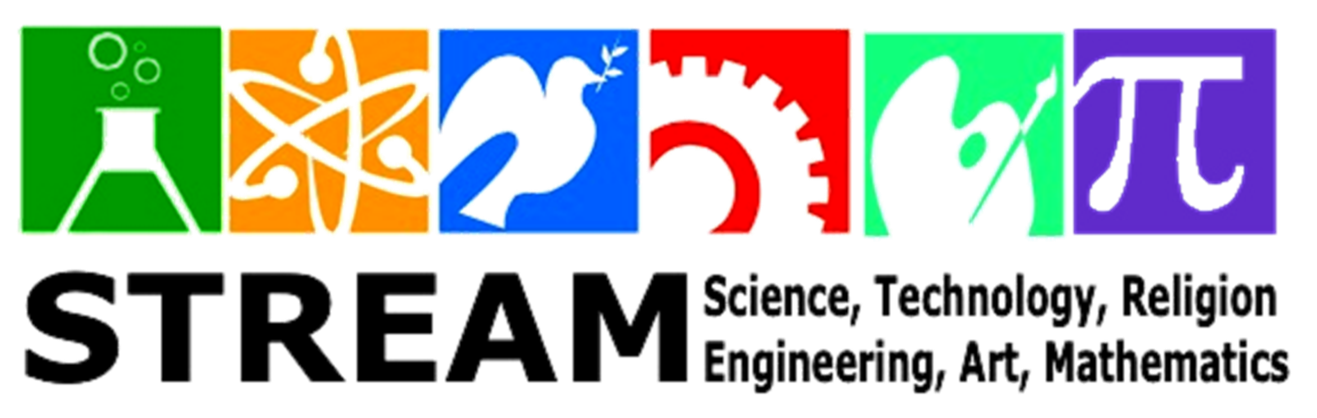 STREAM
Science, Technology, Religion
Engineering, Art, Mathematics